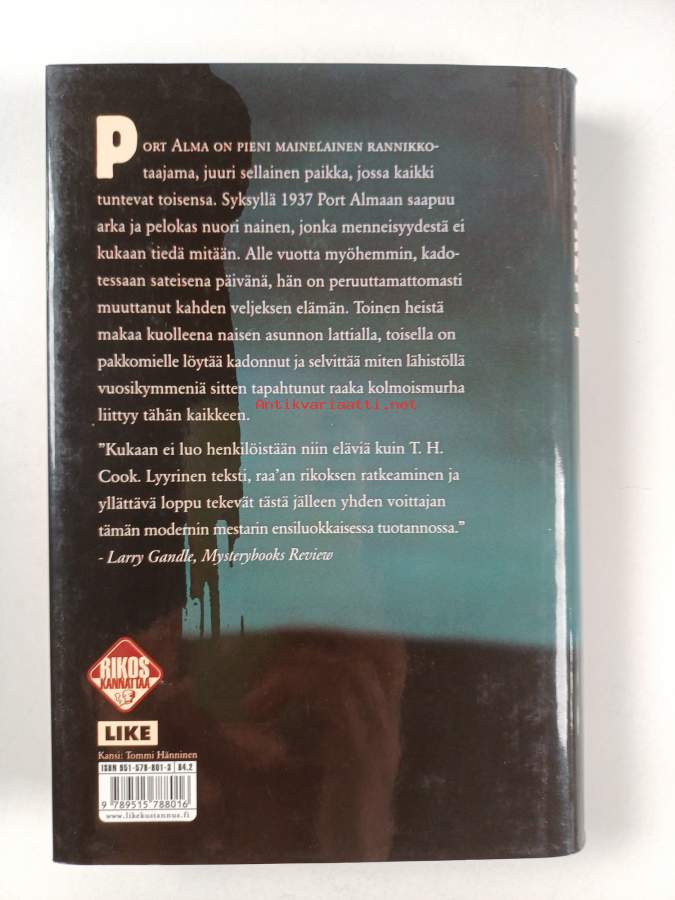 PORT ALMA ON PIENI MAINELAINEN RANNIKKO-
taajama, juuri sellainen paikka, jossa kaikki
tuntevat toisensa. Syksyllä 1937 Port Almaan saapuu
arka ja pelokas nuori nainen, jonka menneisyydestä ei
kukaan tiedä mitään. Alle vuotta myöhemmin, kado-
tessaan sateisena päivänä, hän on peruuttamattomasti
muuttanut kahden veljeksen elämän. Toinen heistä
makaa kuolleena naisen asunnon lattialla, toisella on
pakkomielle löytää kadonnut ja selvittää miten lähistöllä
vuosikymmeniä sitten tapahtunut raaka kolmoismurha
Antikvariaatti.net
liittyy tähän kaikkeen.
”Kukaan ei luo henkilöistään niin eläviä kuin T. H.
Cook. Lyyrinen teksti, raa’an rikoksen ratkeaminen ja
yllättävä loppu tekevät tästä jälleen yhden voittajan
tämän modernin mestarin ensiluokkaisessa tuotannossa.”
- Larry Gandle, Mysterybooks Review
RIKOS
KANNATTAA
LIKE
Kansi: Tommi Hänninen
ISBN 951-578-801-3 84.2
9 789515 788016
www.likekustannus.fi